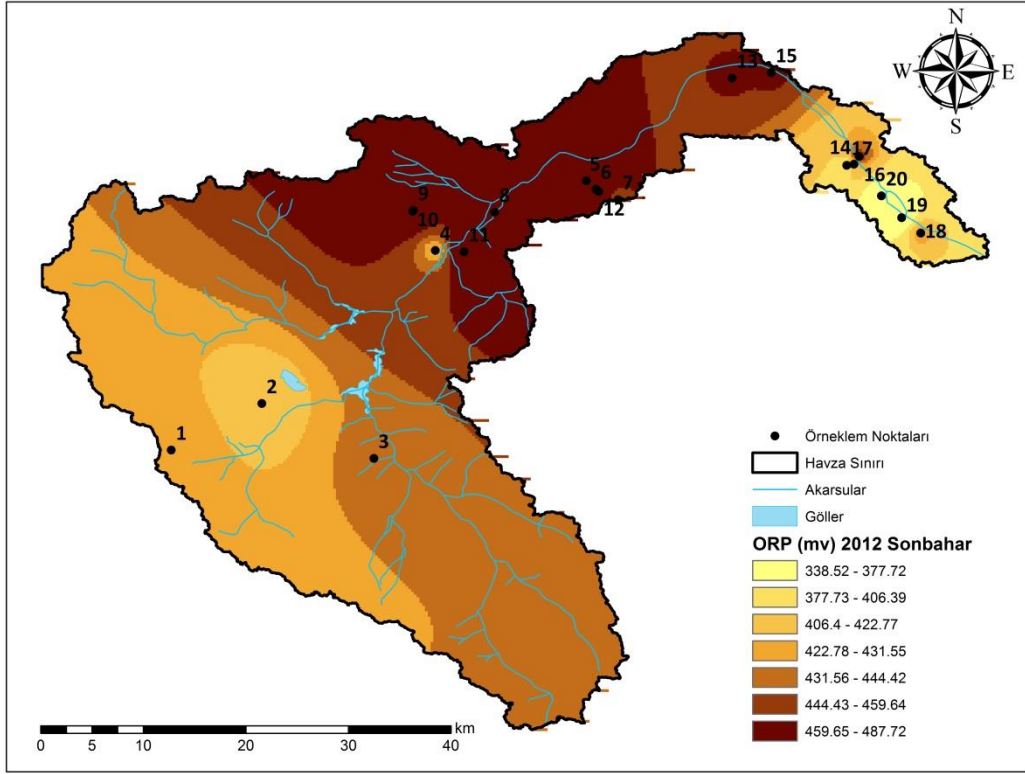 N
W E
S
15
13
14 17
16 20
19
18
5
6
7
12
9
8
10
4 11
2
1
3
Örneklem Noktaları
Havza Sınırı
Akarsular
Göller
ORP (mv) 2012 Sonbahar
338.52 - 377.72
377.73 - 406.39
406.4 - 422.77
422.78 - 431.55
431.56 - 444.42
444.43 - 459.64
459.65 - 487.72
km
0 5 10 20 30 40